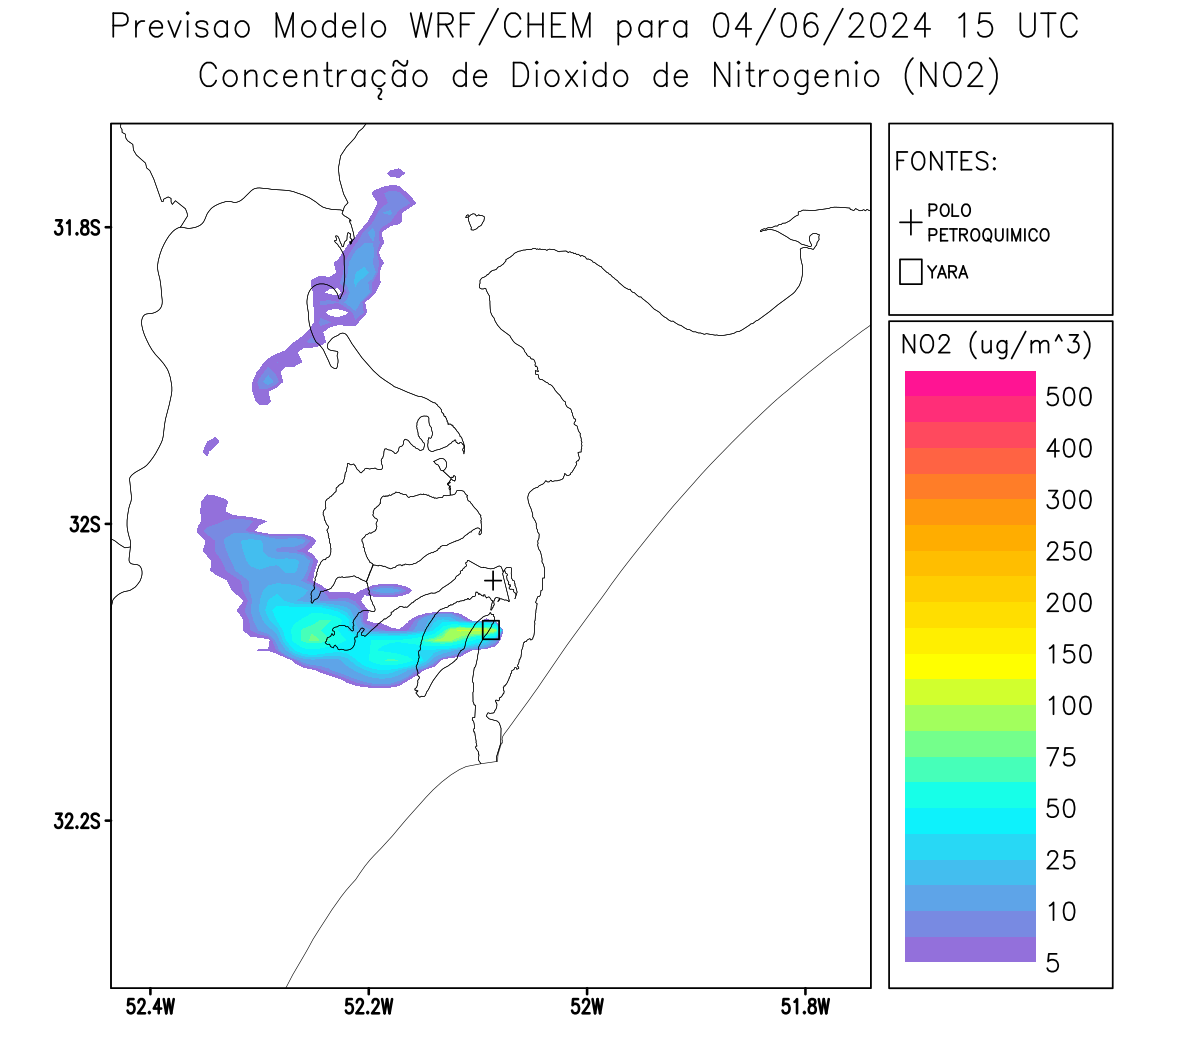 Previsao Modelo WRF/CHEM para 04/06/2024 15 UTC
Concentração de Dioxido de Nitrogenio (NO2)
FONTES:
POLO
PETROQUIMICO
YARA
31.8S
32S
32.2S
52.4W
52.2W
52W
51.8W
NO2 (ug/m^3)
500
400
300
250
200
150
100
75
50
25
10
5